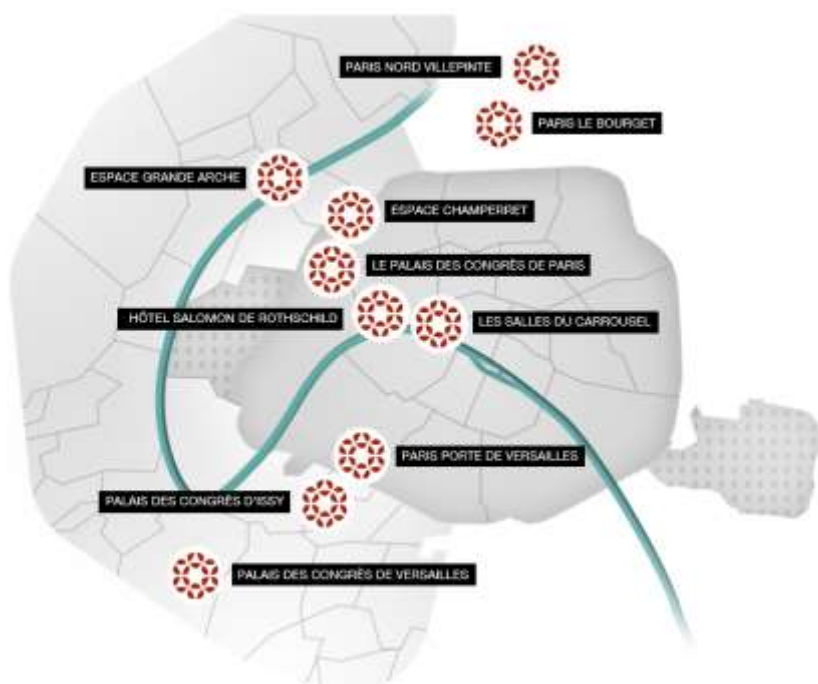 PARIS NORD VILLEPINTE
PARIS LE BOURGET
ESPACE GRANDE ARCHE
ESPACE CHAMPERRET
LE PALAIS DES CONGRÈS DE PARIS
HÔTEL SALOMON DE ROTHSCHILD
LES SALLES DU CARROUSEL
PARIS PORTE DE VERSAILLES
PALAIS DES CONGRÈS D'ISSY
PALAIS DES CONGRÈS DE VERSAILLES